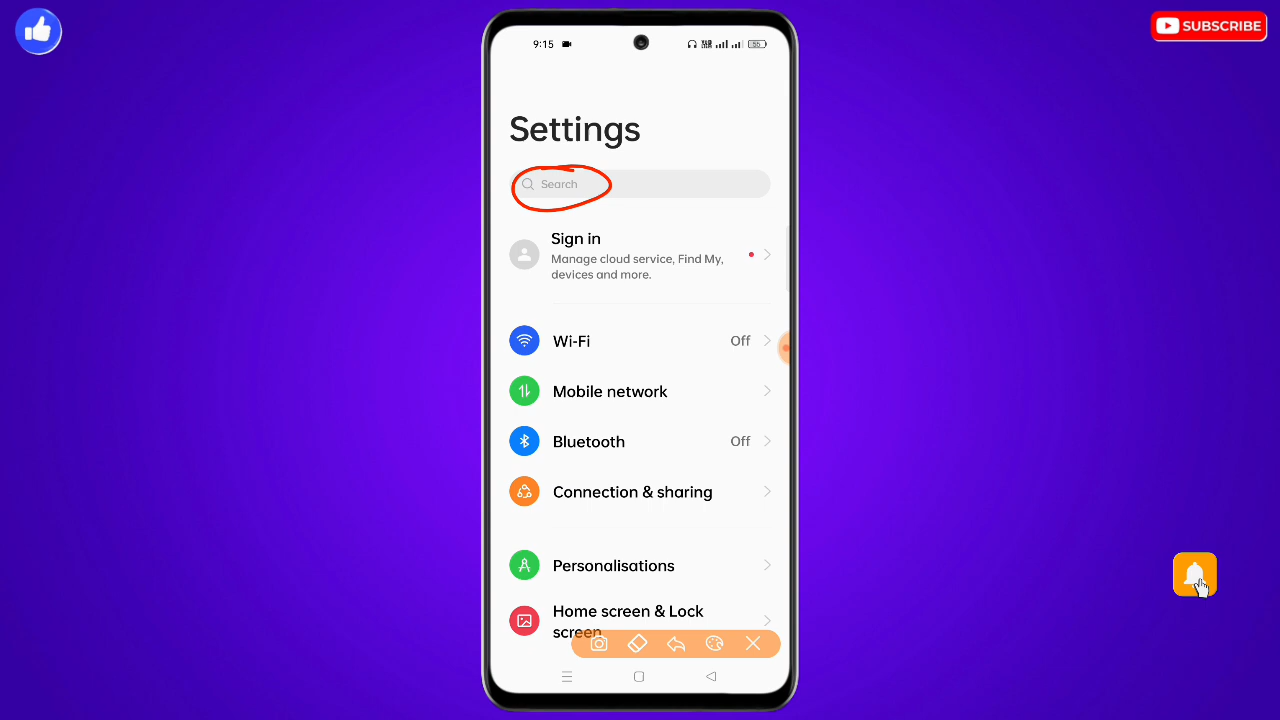 SUBSCRIBE
9:15
55
Settings
Search
Sign in
Manage cloud service, Find My,
devices and more.
Wi-Fi
Off
Mobile network
Bluetooth
Off
Connection & sharing
Personalisations
Home screen & Lock
screen